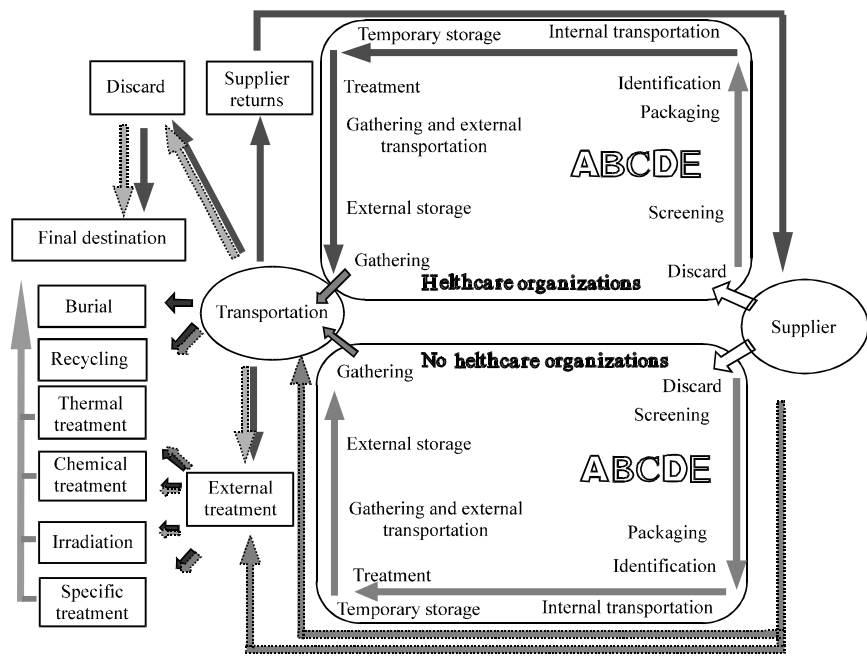 Temporary storage
Internal transportation
Discard
Supplier
returns
Treatment
Identification
Packaging
Gathering and external
transportation
ABCDE
External storage
Screening
Final destination
Gathering
Discard
Helthcare organizations
Burial
Transportation
Supplier
Recycling
No helthcare organizations
Gathering
Discard
Thermal
treatment
Screening
External storage
Chemical
treatment
External
treatment
ABCDE
Gathering and external
transportation
Packaging
Irradiation
Identification
Treatment
Specific
treatment
Temporary storage
Internal transportation